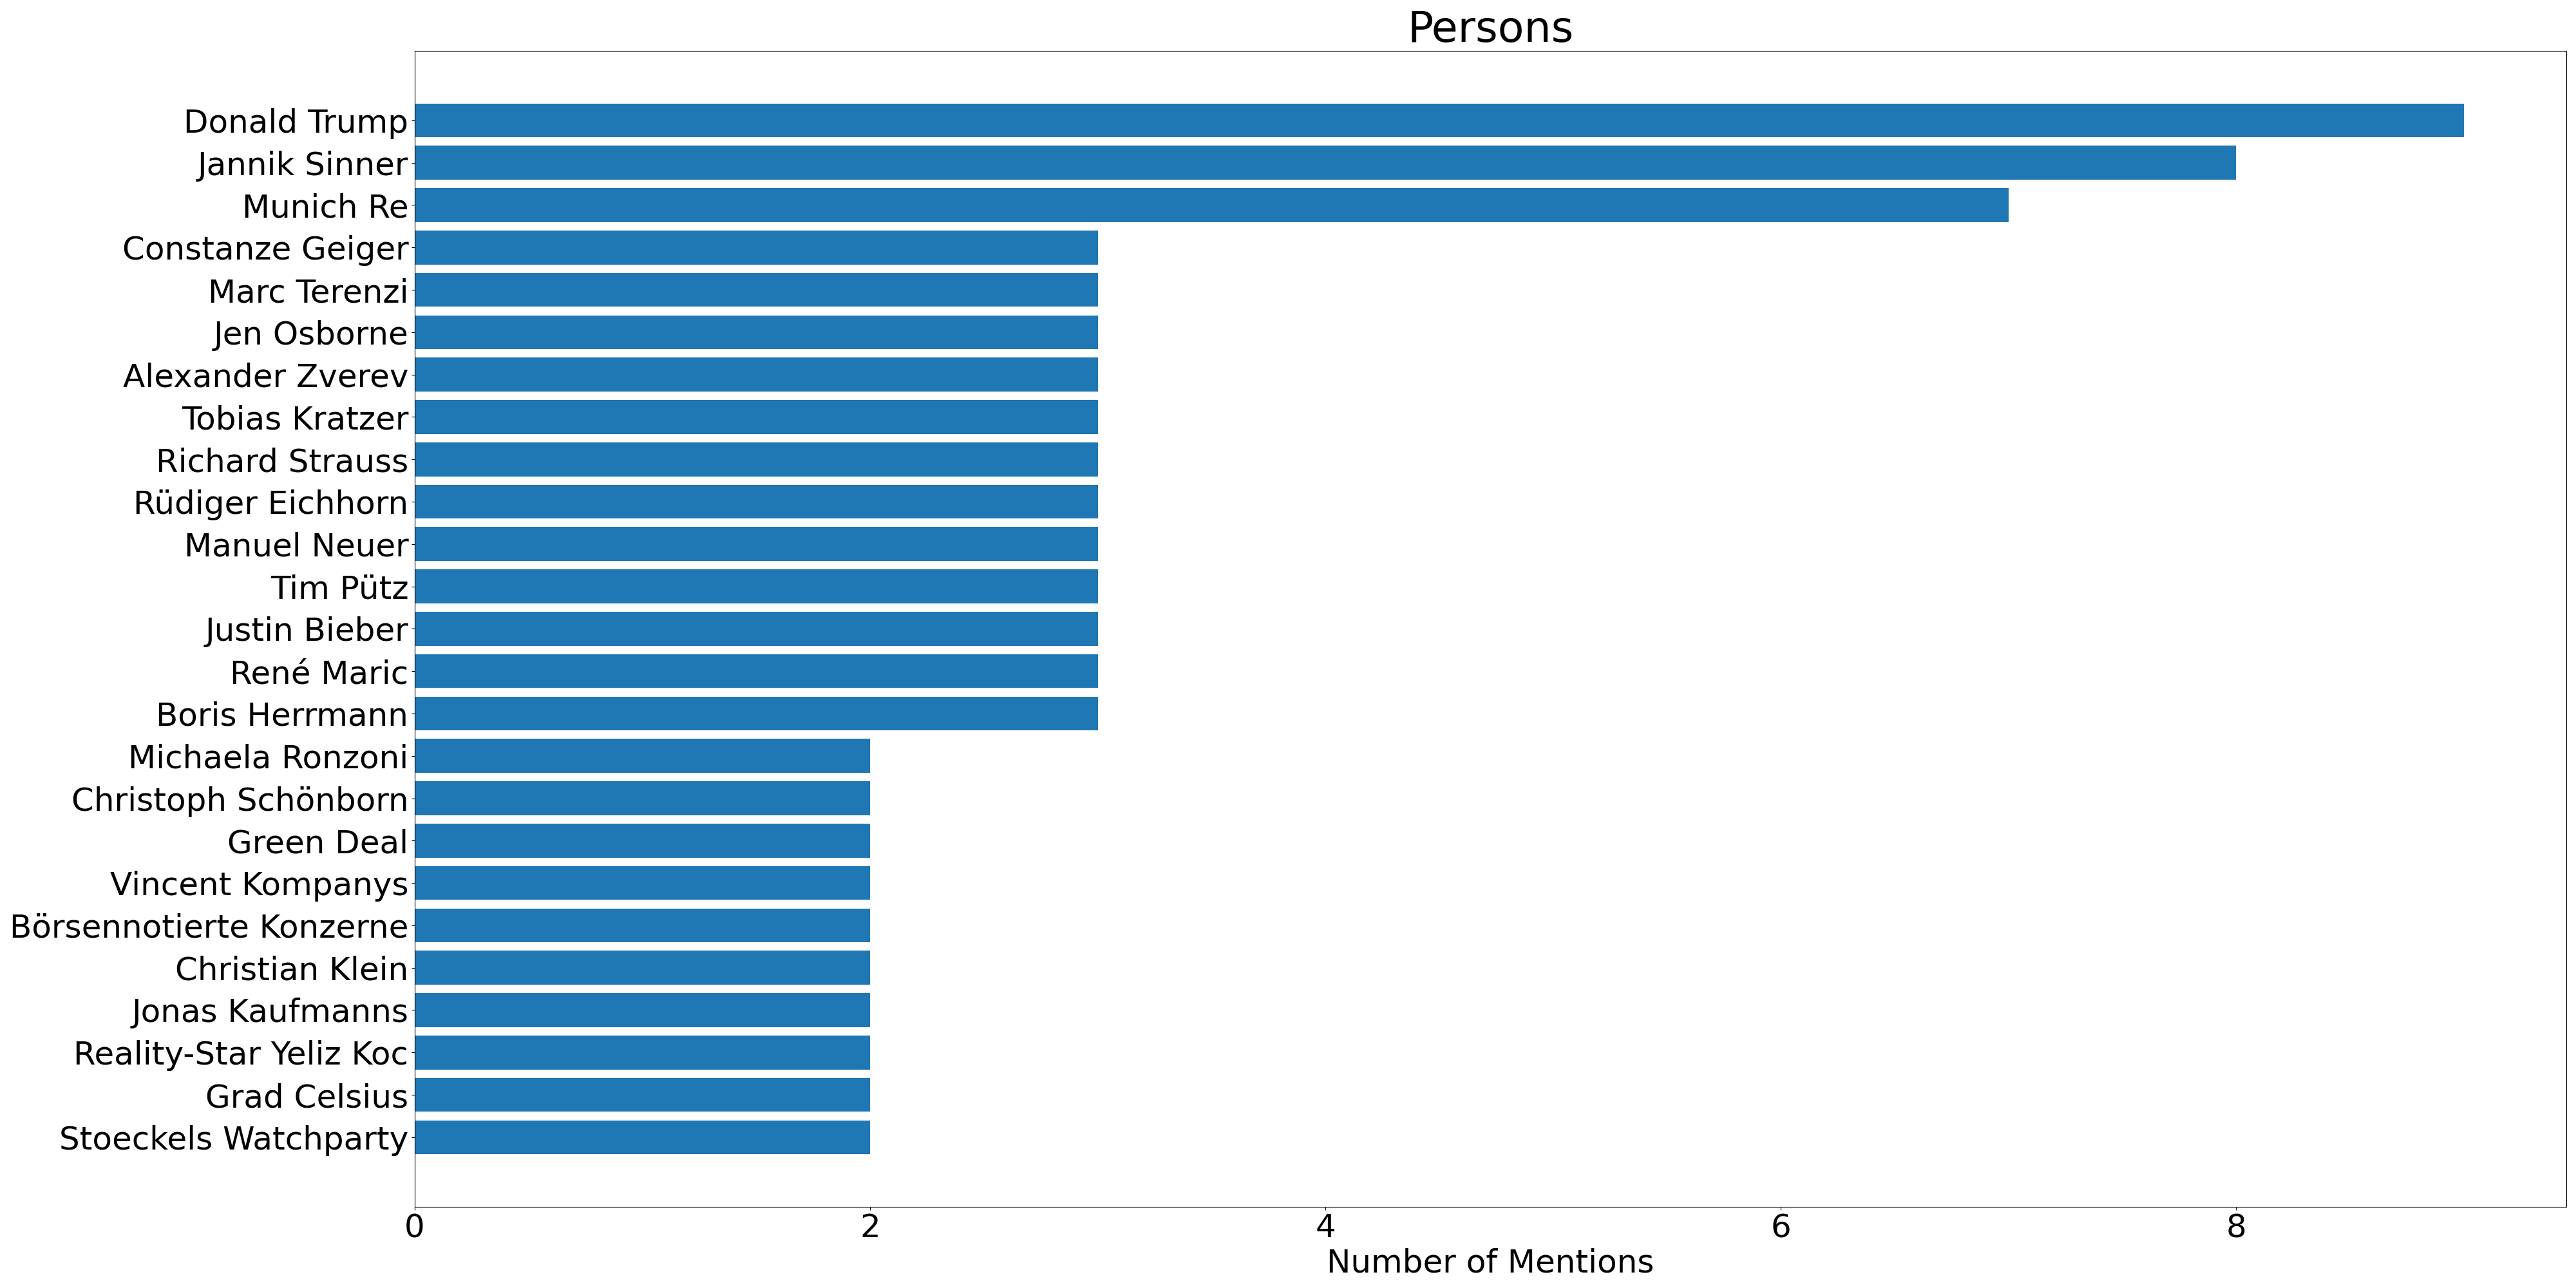 Persons
Donald Trump
Jannik Sinner
Munich Re
Constanze Geiger
Marc Terenzi
Jen Osborne
Alexander Zverev
Tobias Kratzer
Richard Strauss
Rüdiger Eichhorn
Manuel Neuer
Tim Pütz
Justin Bieber
René Maric
Boris Herrmann
Michaela Ronzoni
Christoph Schönborn
Green Deal
Vincent Kompanys
Börsennotierte Konzerne
Christian Klein
Jonas Kaufmanns
Reality-Star Yeliz Koc
Grad Celsius
Stoeckels Watchparty
0 2 4 6 8
Number of Mentions